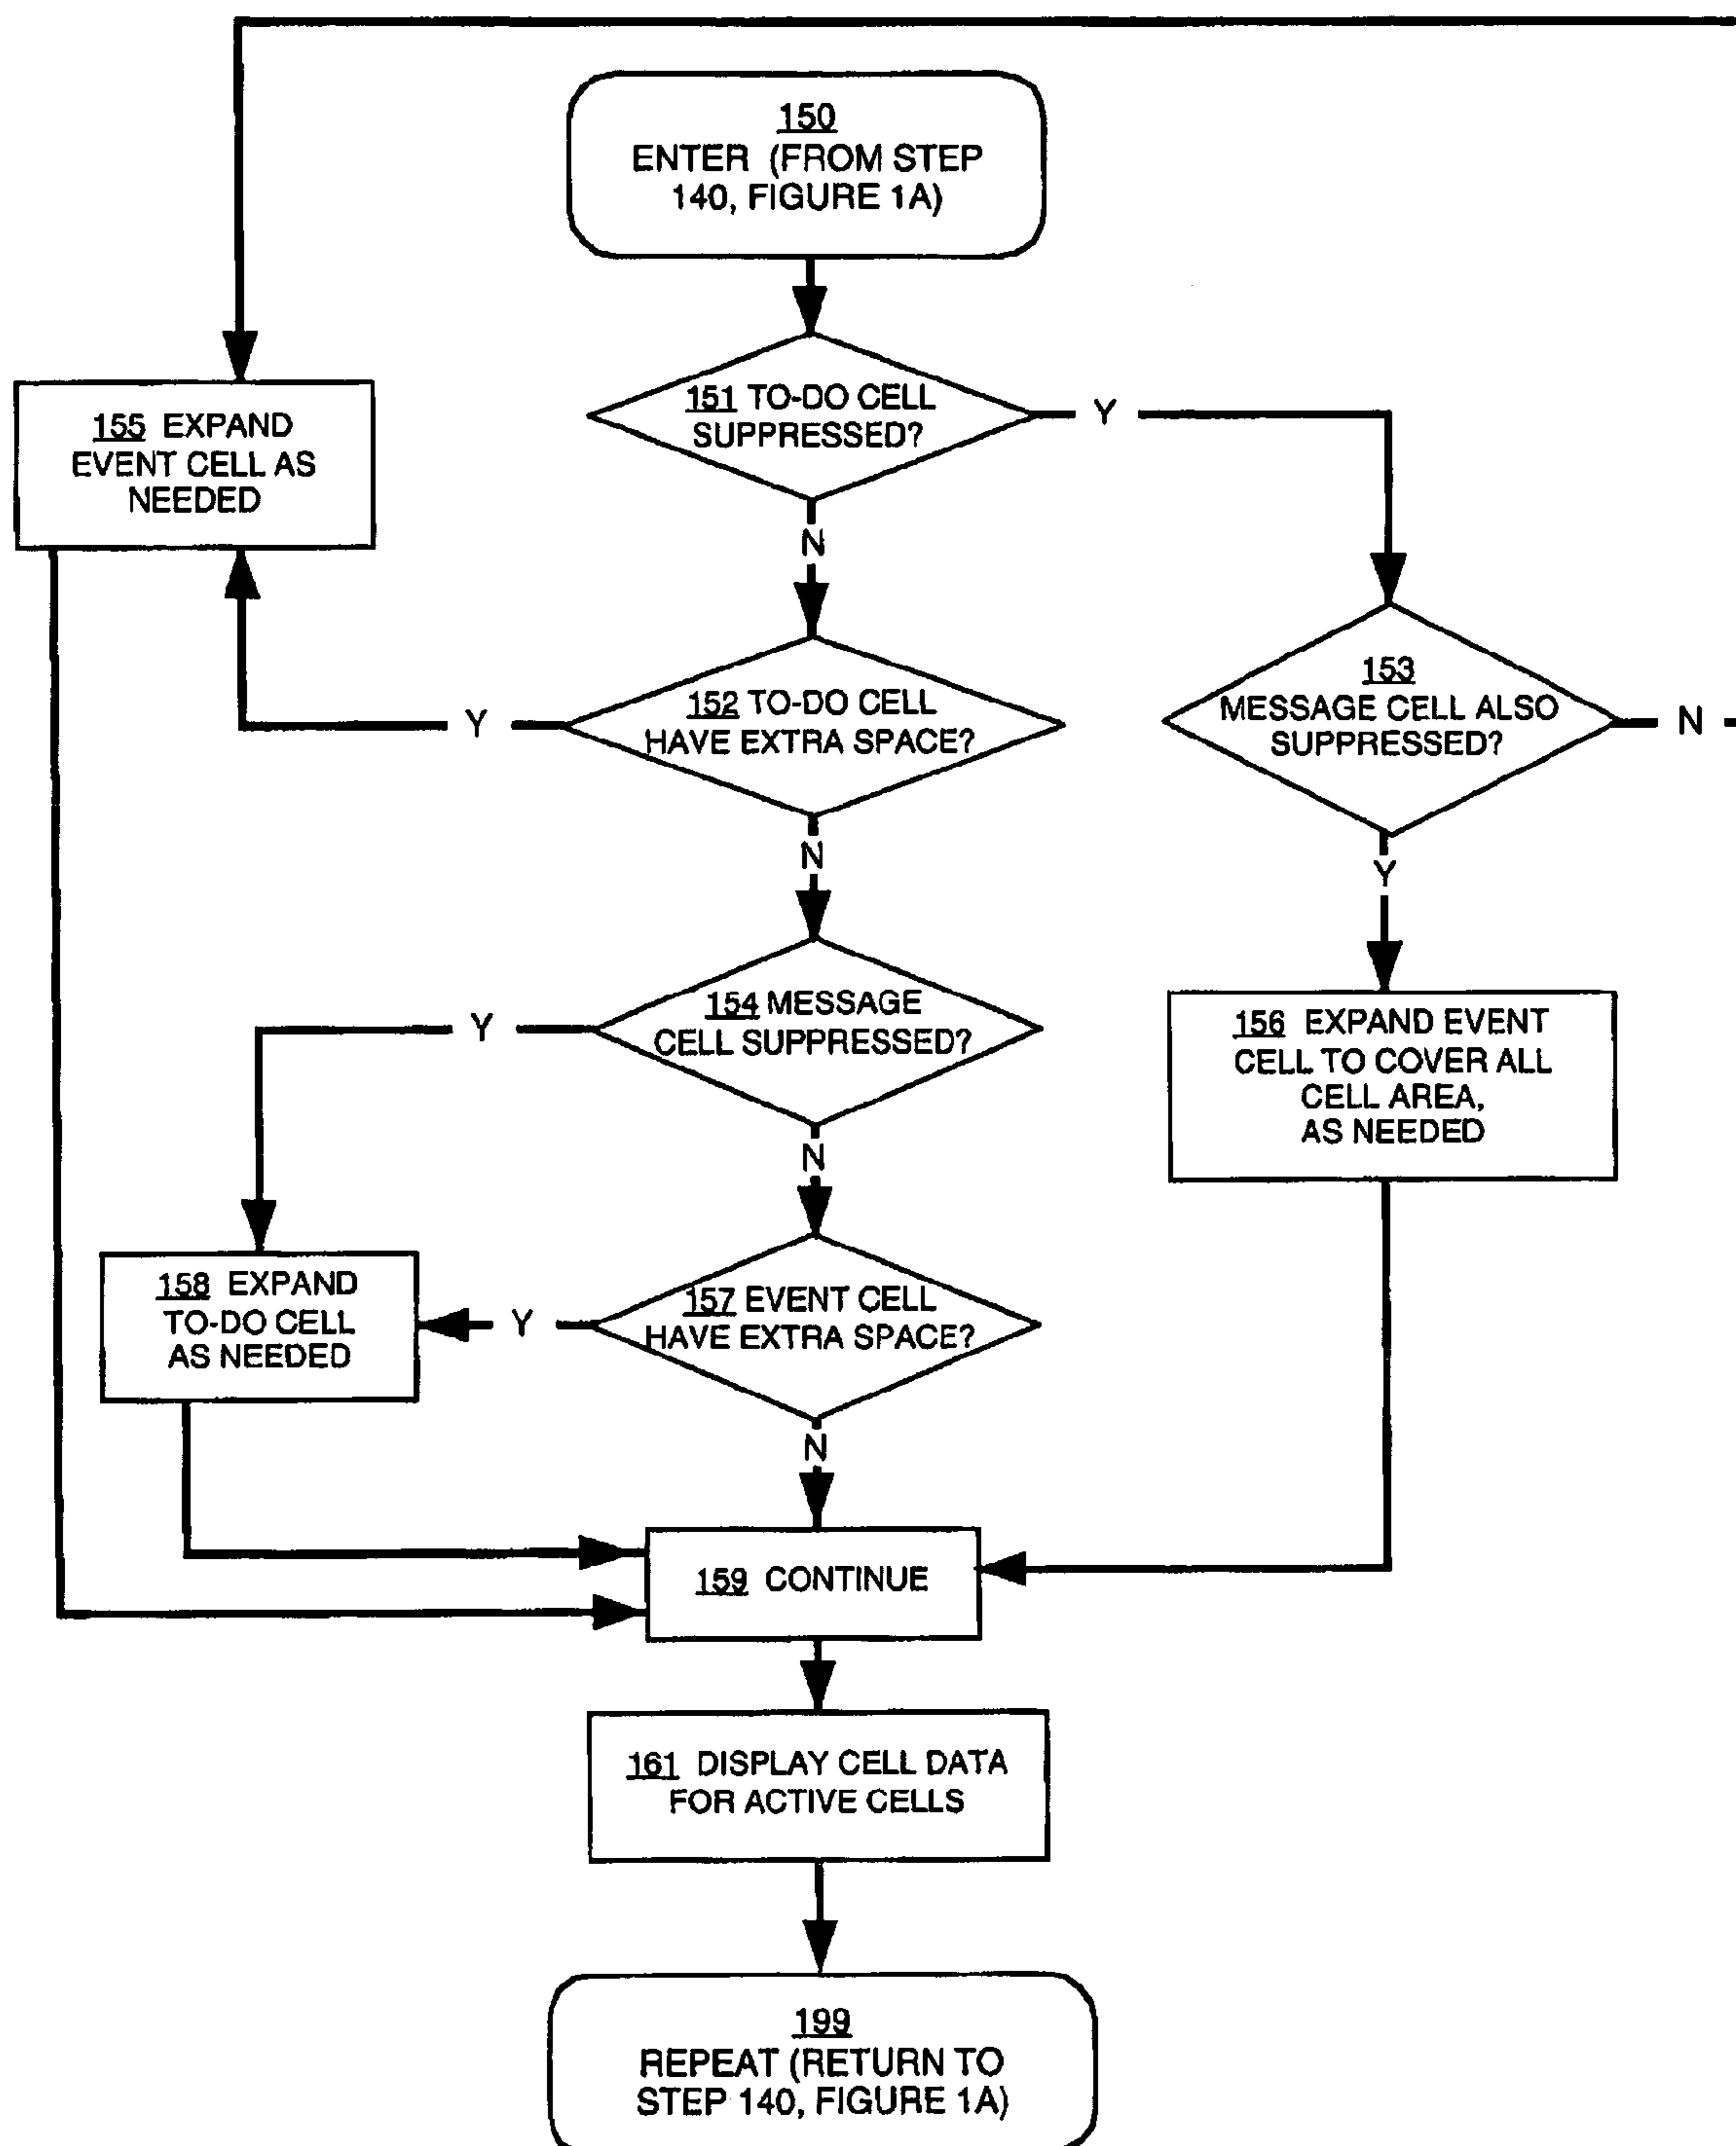 150
ENTER (FROM STEP
140, FIGURE 1A)
151 TO-DO CELL
SUPPRESSED?
Y
155 EXPAND
EVENT CELL AS
NEEDED
N
153
MESSAGE CELL ALSO
SUPPRESSED?
N
152 TO-DO CELL
HAVE EXTRA SPACE?
Y
N
Y
154 MESSAGE
CELL SUPPRESSED?
Y
156 EXPAND EVENT
CELL TO COVER ALL
CELL AREA,
AS NEEDED
N
158 EXPAND
TO-DO CELL
AS NEEDED
Y
157 EVENT CELL
HAVE EXTRA SPACE?
N
159 CONTINUE
161 DISPLAY CELL DATA
FOR ACTIVE CELLS
199
REPEAT (RETURN TO
STEP 140, FIGURE 1A)